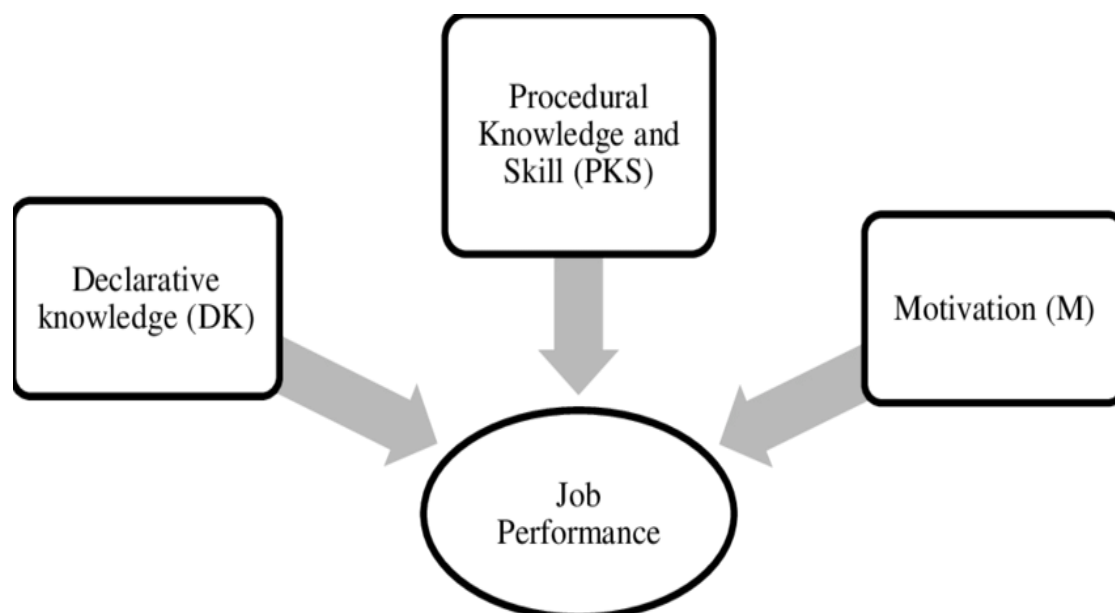 Procedural
Knowledge and
Skill (PKS)
Declarative
knowledge (DK)
Motivation (M)
Job
Performance